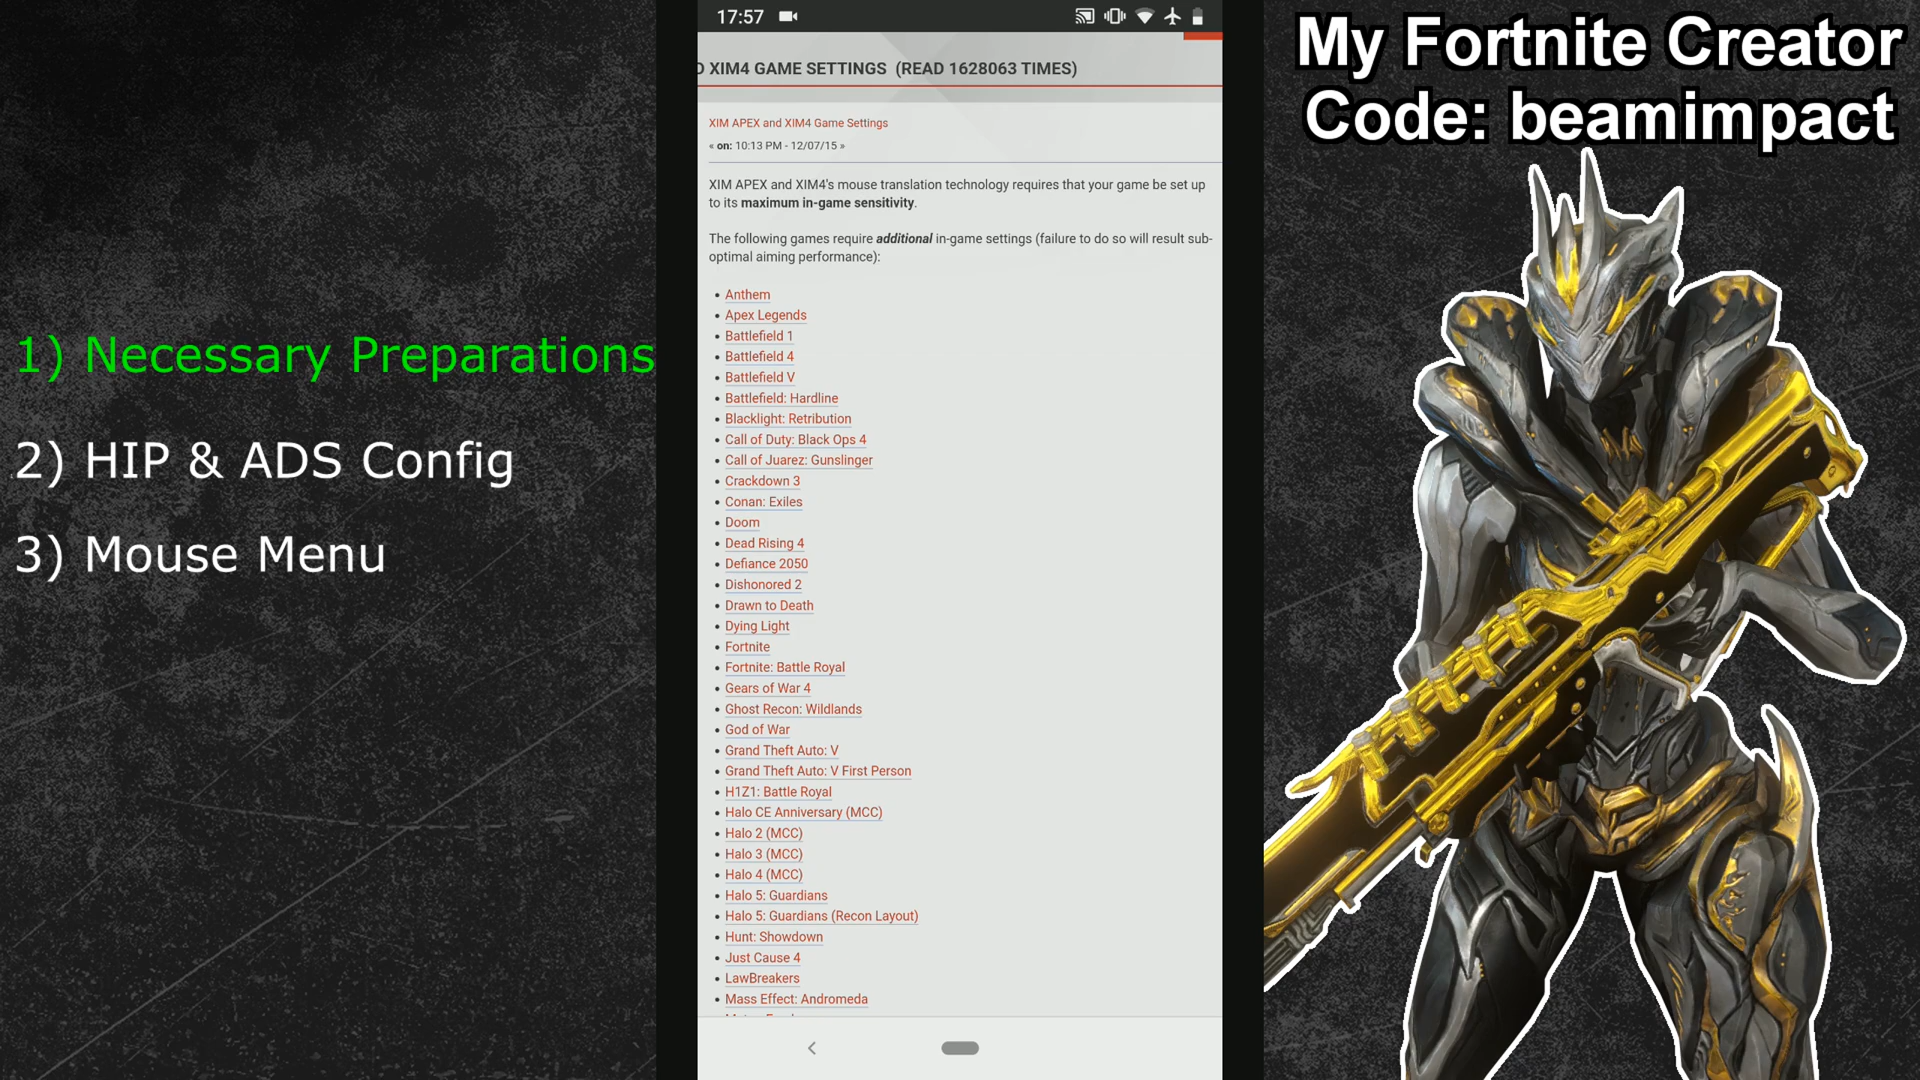 1) Necessary Preparations
2) HIP & ADS Config
3) Mouse Menu
17:57
XIM4 GAME SETTINGS (READ 1628063 TIMES)
XIM APEX and XIM4 Game Settings
« on: 10:13 PM - 12/07/15 »
XIM APEX and XIM4's mouse translation technology requires that your game be set up
to its maximum in-game sensitivity.
The following games require additional in-game settings (failure to do so will result sub-
optimal aiming performance):
• Anthem
• Apex Legends
• Battlefield 1
• Battlefield 4
• Battlefield V
• Battlefield: Hardline
• Blacklight: Retribution
• Call of Duty: Black Ops 4
• Call of Juarez: Gunslinger
• Crackdown 3
• Conan: Exiles
• Doom
• Dead Rising 4
• Defiance 2050
• Dishonored 2
• Drawn to Death
• Dying Light
• Fortnite
• Fortnite: Battle Royal
• Gears of War 4
• Ghost Recon: Wildlands
• God of War
• Grand Theft Auto: V
• Grand Theft Auto: V First Person
• H1Z1: Battle Royal
• Halo CE Anniversary (MCC)
• Halo 2 (MCC)
• Halo 3 (MCC)
• Halo 4 (MCC)
• Halo 5: Guardians
• Halo 5: Guardians (Recon Layout)
• Hunt: Showdown
• Just Cause 4
• LawBreakers
• Mass Effect: Andromeda
My Fortnite Creator
Code: beamimpact